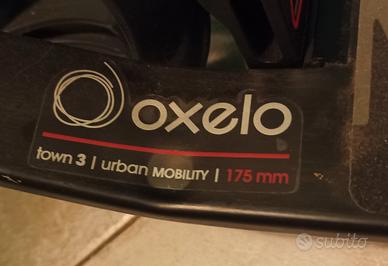 oxelo
town 3 | urban MOBILITY | 175 mm
subito